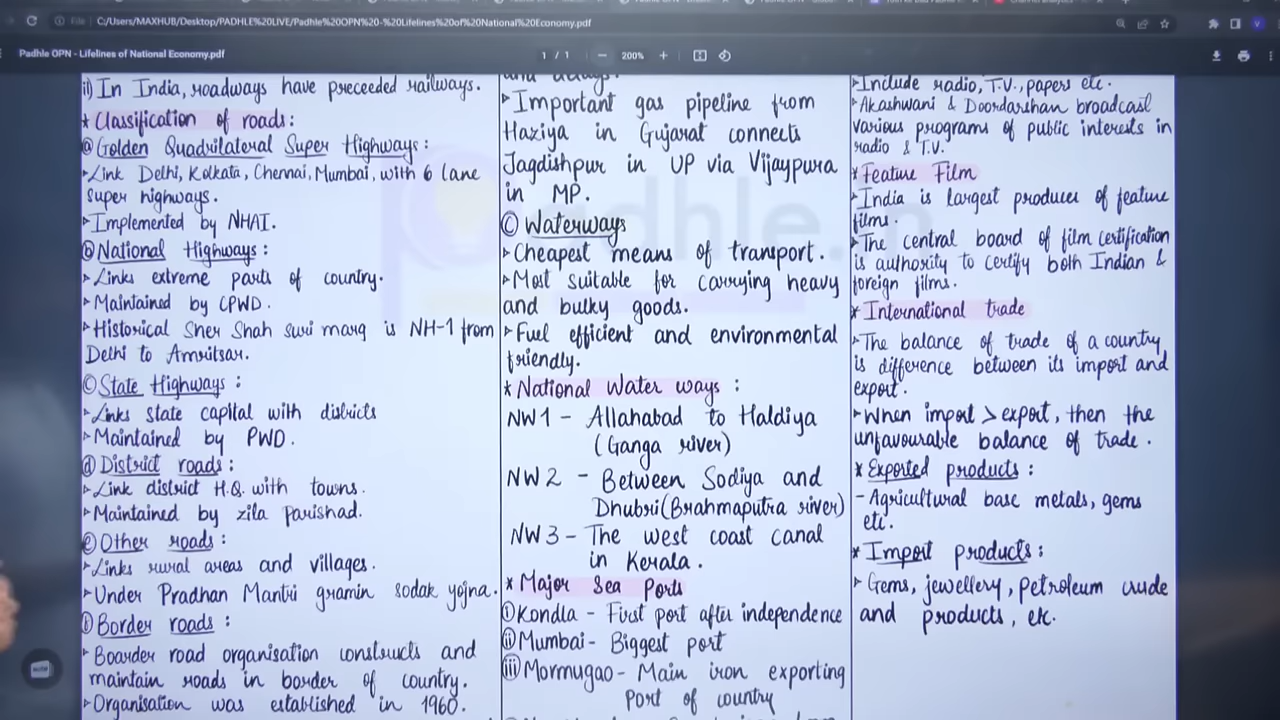 C:/Users/MAXHUB/Desktop/PADHLE%20LIVE/Padhle%20OPN%20-%20Lifelines%20of%20National%20Economy.pdf
Padhle OPN - Lifelines of National Economy.pdf
1 / 1
200%
ii) In India, roadways have preceeded railways.
* Classification of roads:
ⓐ Golden Quadrilateral Super Highways:
Link Delhi, Kolkata, Chennai, Mumbai, with 6 lane
super highways.
Implemented by NHAI.
ⓑ National Highways:
Links extreme parts of country.
Maintained by CPWD.
Historical Sher Shah suri marg is NH-1 from
Delhi to Amritsar.
ⓒ State Highways:
Links state capital with districts
Maintained by PWD.
ⓓ District roads:
Link district H.Q. with towns.
Maintained by zila parishad.
ⓔ Other roads:
Links rural areas and villages.
Under Pradhan Mantri gramin sadak yojna.
ⓕ Border roads:
Boarder road organisation constructs and
maintain roads in border of country.
Organisation was established in 1960.
and delays.
Important gas pipeline from
Haziya in Gujarat connects
Jagdishpur in UP via Vijaypura
in MP.
Ⓒ Waterways
Cheapest means of transport.
Most suitable for carrying heavy
and bulky goods.
Fuel efficient and environmental
friendly.
* National Water ways :
NW1 - Allahabad to Haldiya
(Ganga river)
NW2 - Between Sodiya and
Dhubri (Brahmaputra river)
NW3 - The west coast canal
in Kerala.
* Major Sea Ports
ⓘ Kondla - First port after independence
ⓘⓘ Mumbai - Biggest port
ⓘⓘⓘ Mormugao - Main iron exporting
Port of country
Include radio, T.V., papers etc.
Akashwani & Doordarshan broadcast
various programs of public interests in
radio & T.V.
* Feature Film
India is largest producer of feature
films.
The central board of film certification
is authority to certify both Indian &
foreign films.
* International trade
The balance of trade of a country
is difference between its import and
export.
When import > export, then the
unfavourable balance of trade.
* Exported products:
- Agricultural base metals, gems
etc.
* Import products:
Gems, jewellery, petroleum crude
and products, etc.